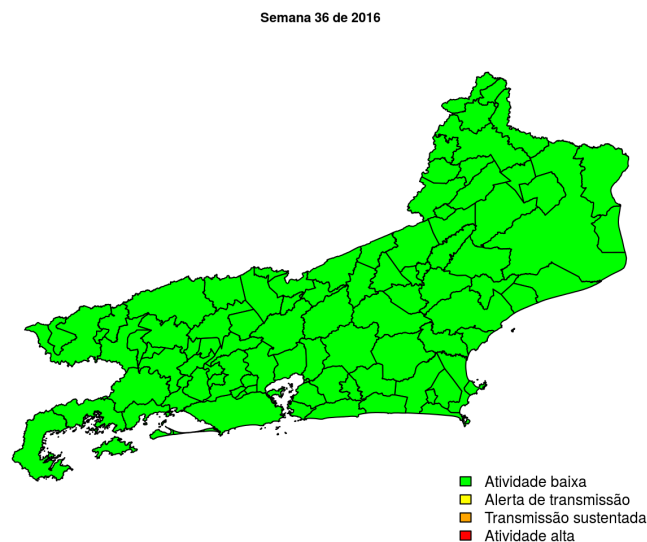 Semana 36 de 2016
Atividade baixa
Alerta de transmissão
Transmissão sustentada
Atividade alta